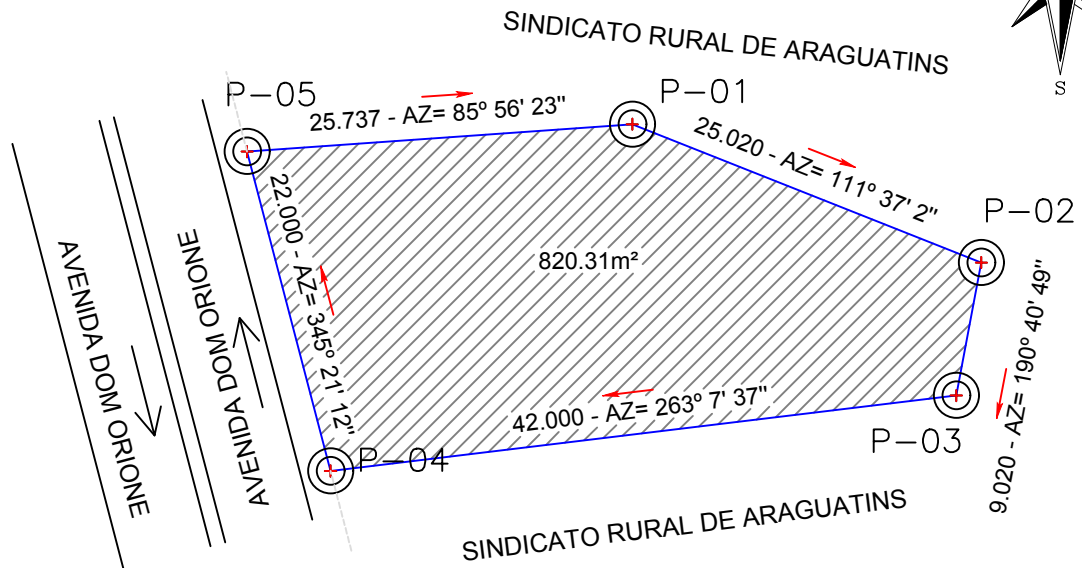 SINDICATO RURAL DE ARAGUATINS
S
P-05
P-01
25.737 - AZ= 85º 56' 23"
25.020 - AZ= 111º 37' 2"
P-02
22.000 - AZ= 345º 21' 12"
820.31m²
AVENIDA DOM ORIONE
AVENIDA DOM ORIONE
9.020 - AZ= 190º 40' 49"
42.000 - AZ= 263º 7' 37"
P-03
P-04
SINDICATO RURAL DE ARAGUATINS